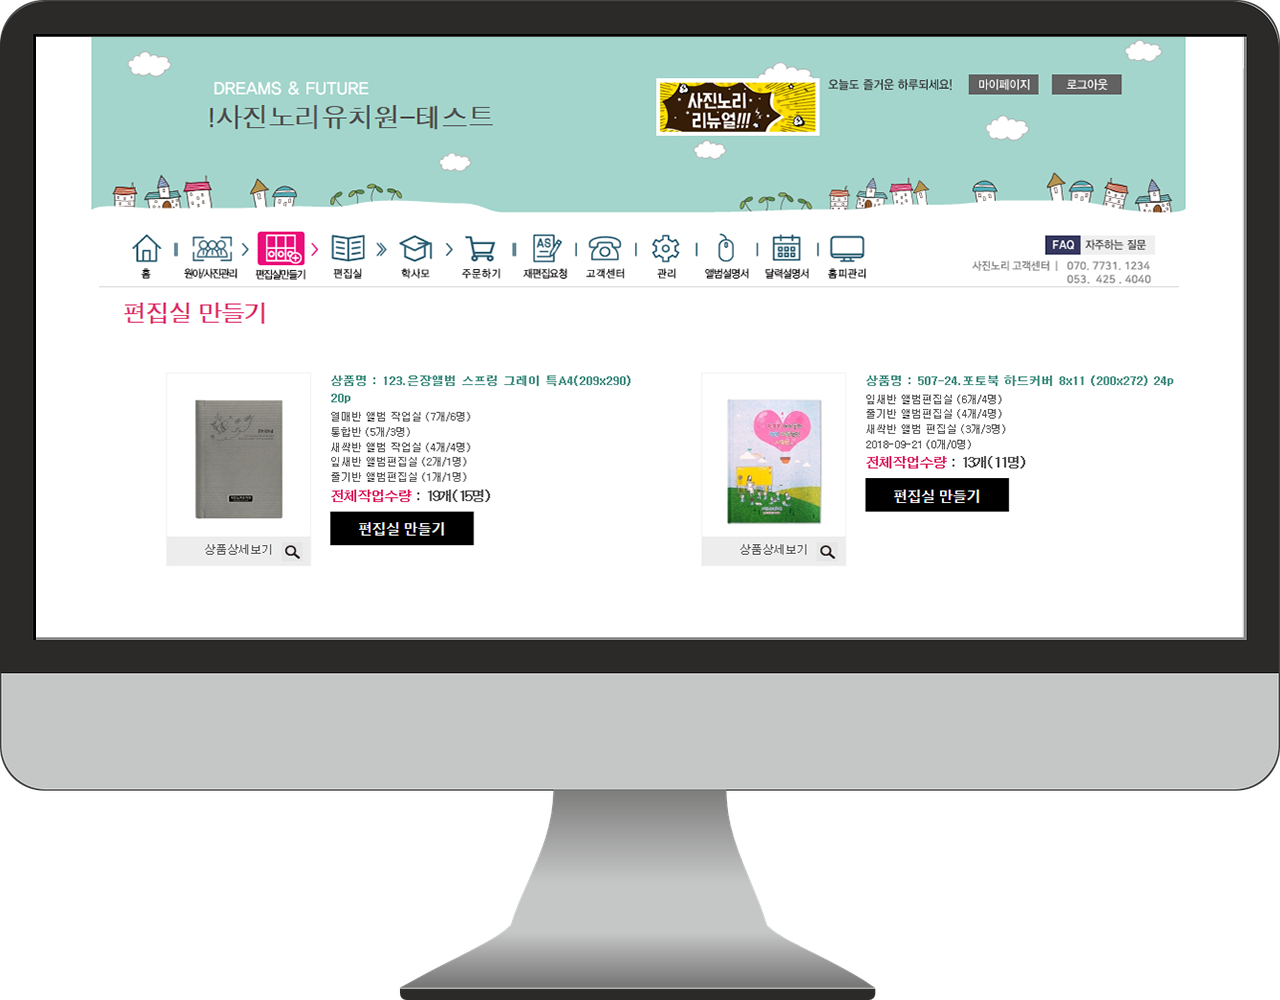 DREAMS & FUTURE
!사진노리유치원-테스트
사진노리
리뉴얼!!!
오늘도 즐거운 하루되세요!
마이페이지
로그아웃
홈
원아/사진관리
편집실만들기
편집실
학사모
주문하기
AS
재편집요청
고객센터
관리
앨범설명서
달력설명서
홈피관리
FAQ 자주하는 질문
사진노리 고객센터 | 070. 7731. 1234
053. 425 . 4040
편집실 만들기
상품명 : 123.은장앨범 스프링 그레이 특A4(209x290)
20p
열매반 앨범 작업실 (7개/6명)
통합반 (5개/3명)
새싹반 앨범 작업실 (4개/4명)
잎새반 앨범편집실 (2개/1명)
줄기반 앨범편집실 (1개/1명)
전체작업수량 : 19개(15명)
편집실 만들기
상품상세보기
상품명 : 507-24.포토북 하드커버 8x11 (200x272) 24p
잎새반 앨범편집실 (6개/4명)
줄기반 앨범편집실 (4개/4명)
새싹반 앨범 편집실 (3개/3명)
2018-09-21 (0개/0명)
전체작업수량 : 13개(11명)
편집실 만들기
상품상세보기